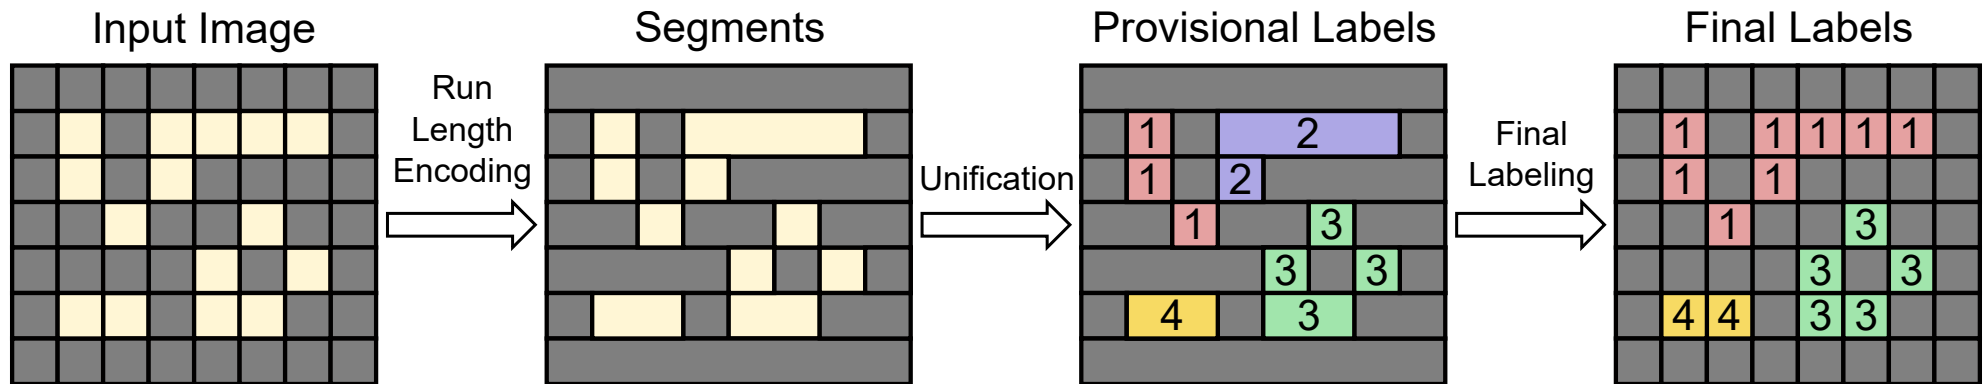 Input Image
Segments
Provisional Labels
Final Labels
Run
Length
Encoding
Unification
Final
Labeling
1 2
1 2
1 3
3 3
4 3
1 1 1 1 1
1 1
1 3
3 3
4 4 3 3